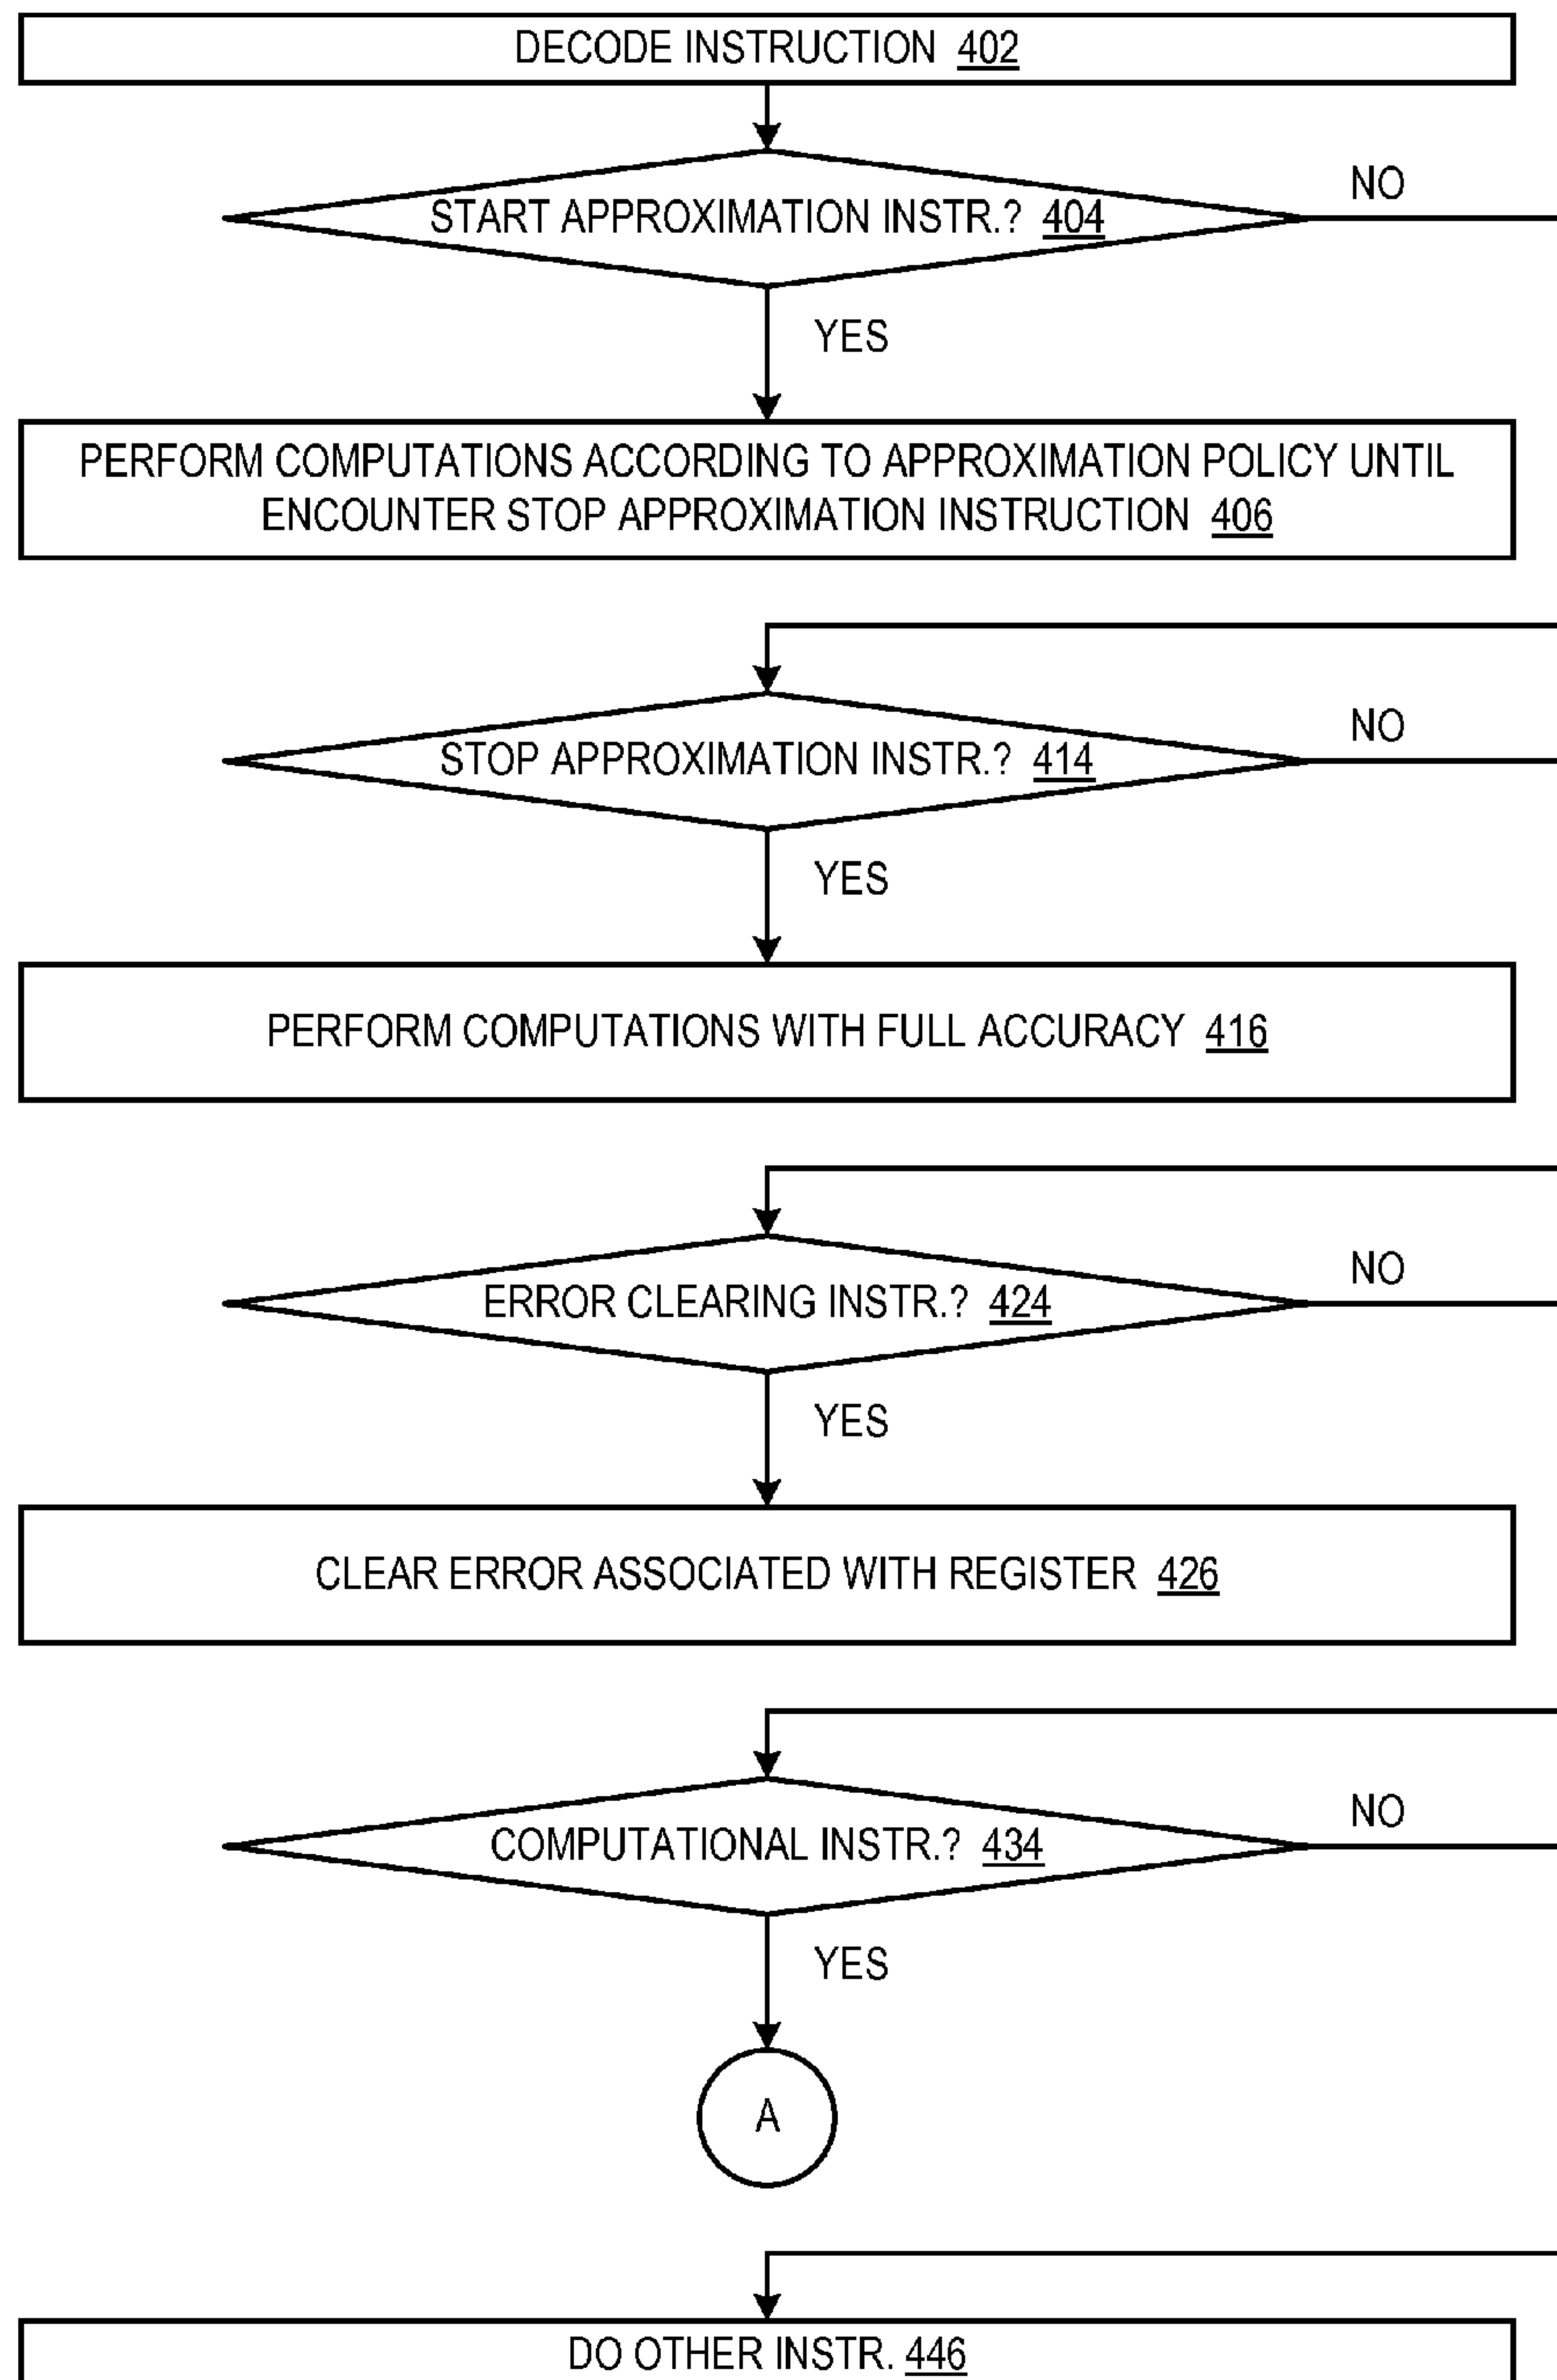 DECODE INSTRUCTION 402
START APPROXIMATION INSTR.? 404
NO
YES
PERFORM COMPUTATIONS ACCORDING TO APPROXIMATION POLICY UNTIL
ENCOUNTER STOP APPROXIMATION INSTRUCTION 406
STOP APPROXIMATION INSTR.? 414
NO
YES
PERFORM COMPUTATIONS WITH FULL ACCURACY 416
ERROR CLEARING INSTR.? 424
NO
YES
CLEAR ERROR ASSOCIATED WITH REGISTER 426
COMPUTATIONAL INSTR.? 434
NO
YES
A
DO OTHER INSTR. 446